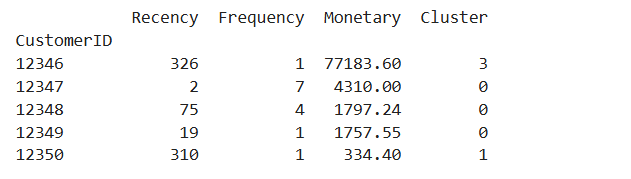 Recency Frequency Monetary Cluster
CustomerID
12346 326 1 77183.60 3
12347 2 7 4310.00 0
12348 75 4 1797.24 0
12349 19 1 1757.55 0
12350 310 1 334.40 1